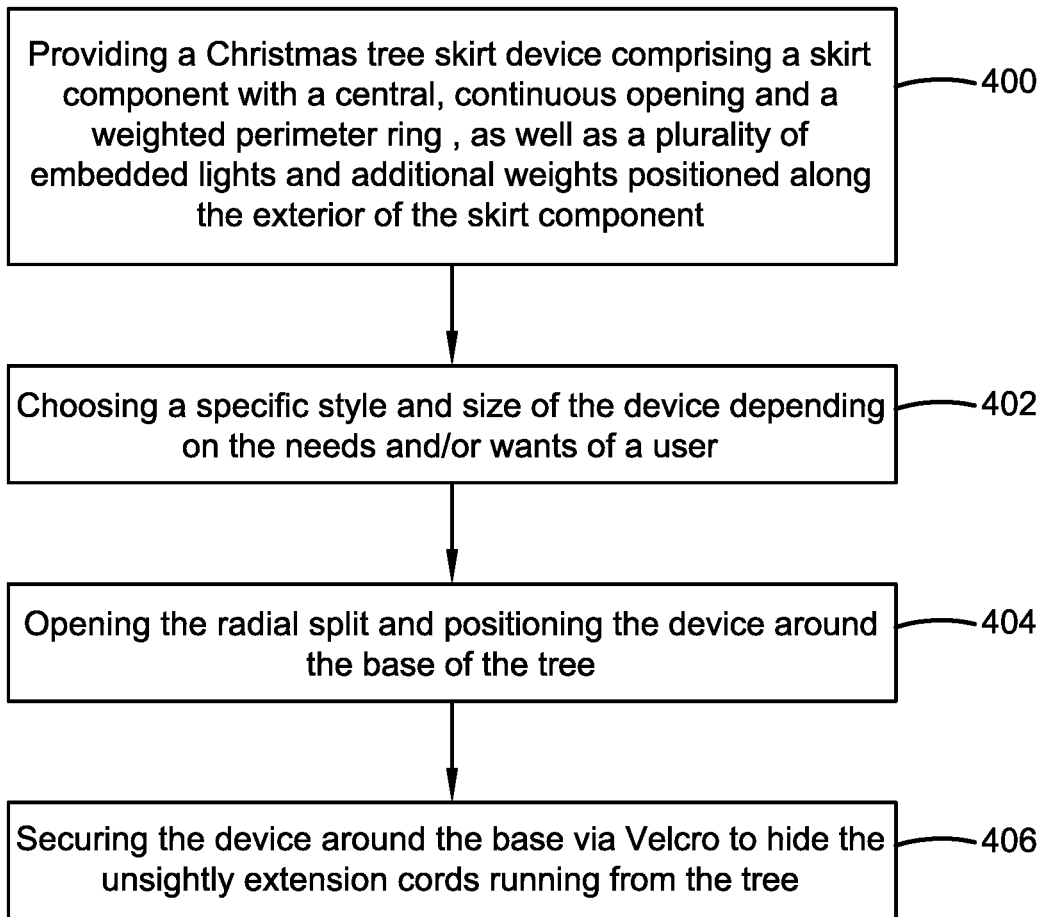 Providing a Christmas tree skirt device comprising a skirt
component with a central, continuous opening and a
weighted perimeter ring , as well as a plurality of
embedded lights and additional weights positioned along
the exterior of the skirt component
400
Choosing a specific style and size of the device depending
on the needs and/or wants of a user
402
Opening the radial split and positioning the device around
the base of the tree
404
Securing the device around the base via Velcro to hide the
unsightly extension cords running from the tree
406